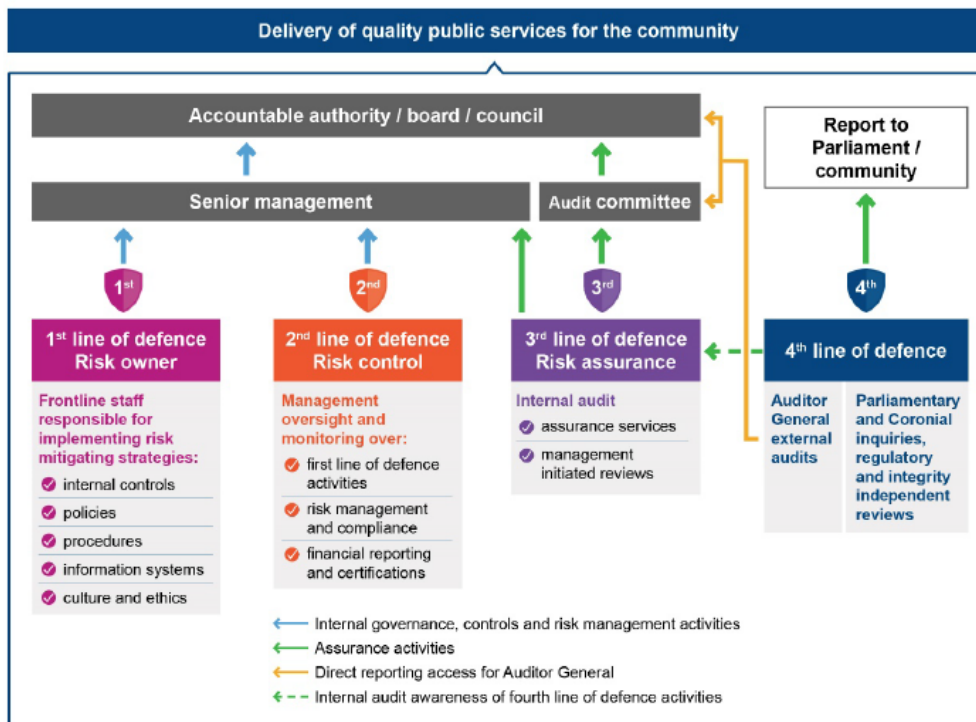 Delivery of quality public services for the community
Accountable authority / board / council
Report to
Parliament /
community
Senior management
Audit committee
1st
2nd
3rd
4th
1st line of defence
Risk owner
2nd line of defence
Risk control
3rd line of defence
Risk assurance
4th line of defence
Frontline staff
responsible for
implementing risk
mitigating strategies:
internal controls
policies
procedures
information systems
culture and ethics
Management
oversight and
monitoring over:
first line of defence
activities
risk management
and compliance
financial reporting
and certifications
Internal audit
assurance services
management
initiated reviews
Auditor
General
external
audits
Parliamentary
and Coronial
inquiries,
regulatory
and integrity
independent
reviews
Internal governance, controls and risk management activities
Assurance activities
Direct reporting access for Auditor General
Internal audit awareness of fourth line of defence activities